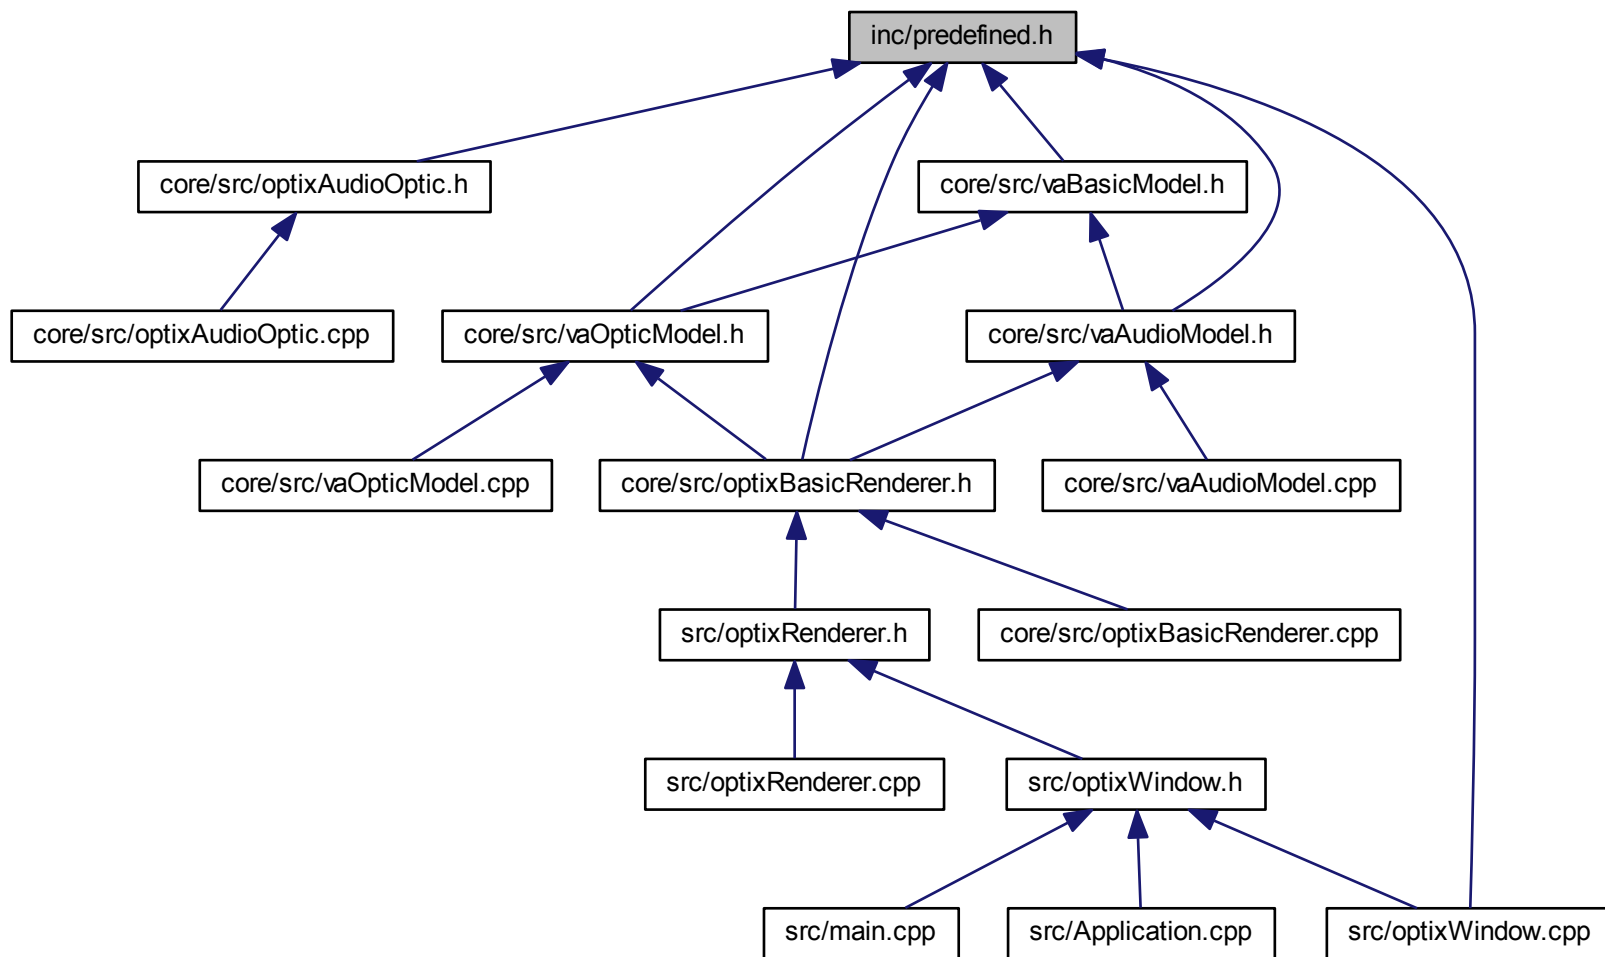 inc/predefined.h
core/src/optixAudioOptic.h
core/src/vaBasicModel.h
core/src/optixAudioOptic.cpp
core/src/vaOpticModel.h
core/src/vaAudioModel.h
core/src/vaOpticModel.cpp
core/src/optixBasicRenderer.h
core/src/vaAudioModel.cpp
src/optixRenderer.h
core/src/optixBasicRenderer.cpp
src/optixRenderer.cpp
src/optixWindow.h
src/main.cpp
src/Application.cpp
src/optixWindow.cpp